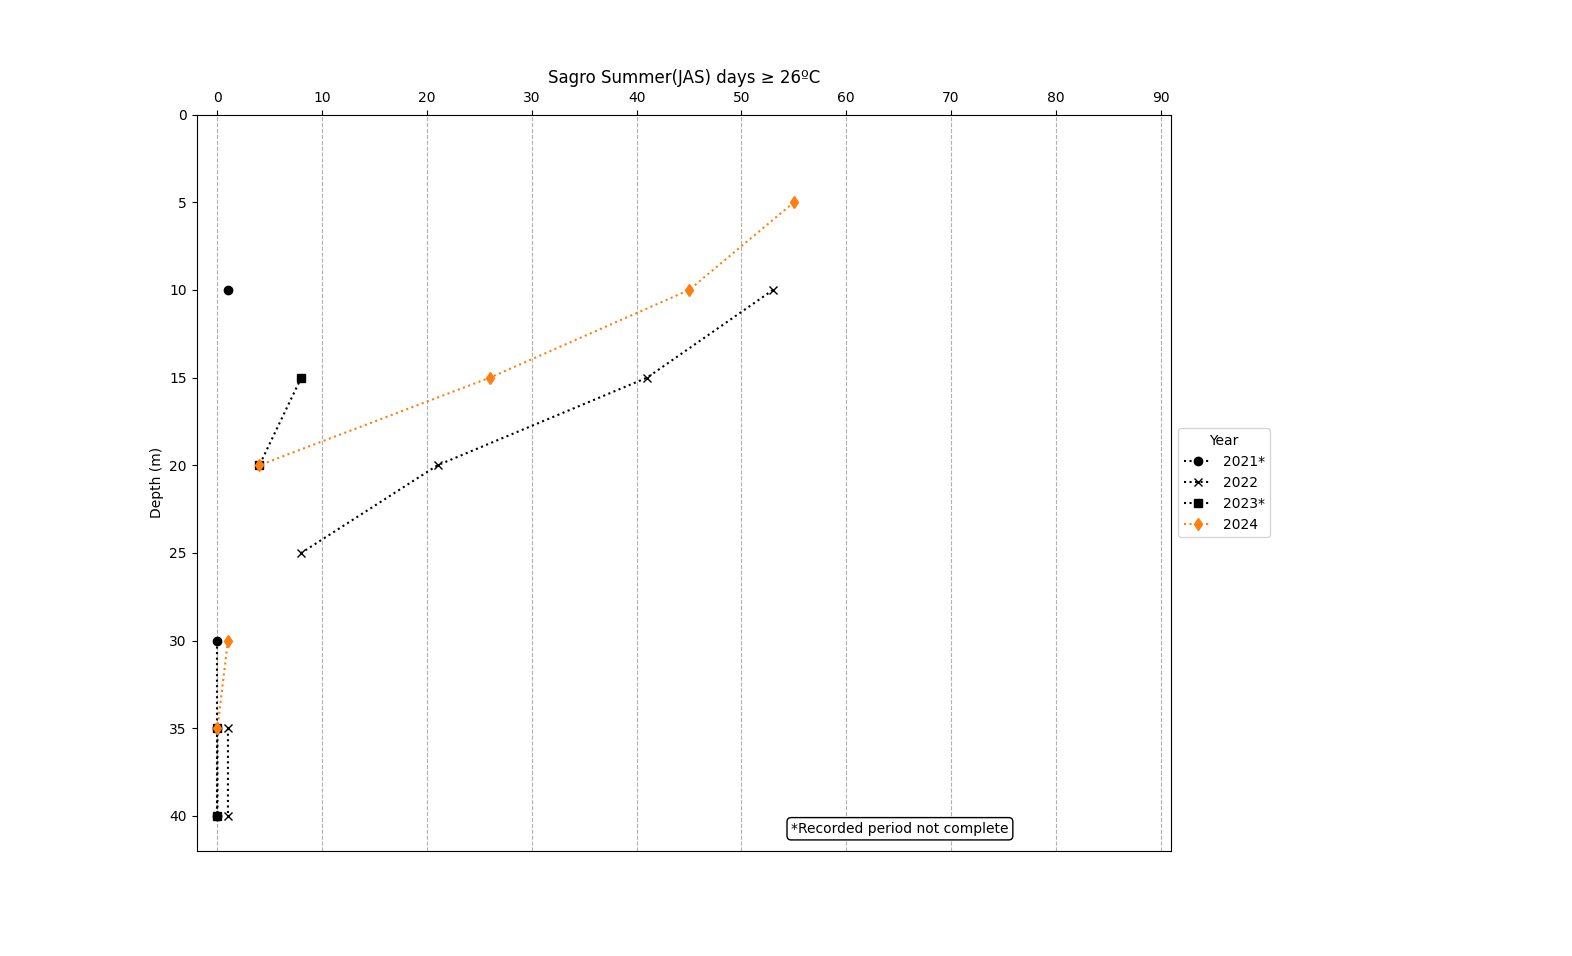 Sagro Summer(JAS) days ≥ 26ºC
0 10 20 30 40 50 60 70 80 90
0
5
10
15
20
25
30
35
40
Depth (m)
Year
2021*
2022
2023*
2024
*Recorded period not complete